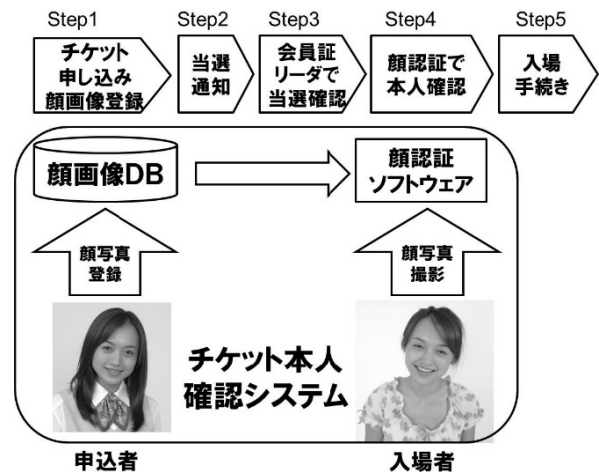 Step1
Step2
Step3
Step4
Step5
チケット
申し込み
顔画像登録
当選
通知
会員証
リーダで
当選確認
顔認証で
本人確認
入場
手続き
顔画像DB
顔認証
ソフトウェア
顔写真
登録
顔写真
撮影
チケット本人
確認システム
申込者
入場者